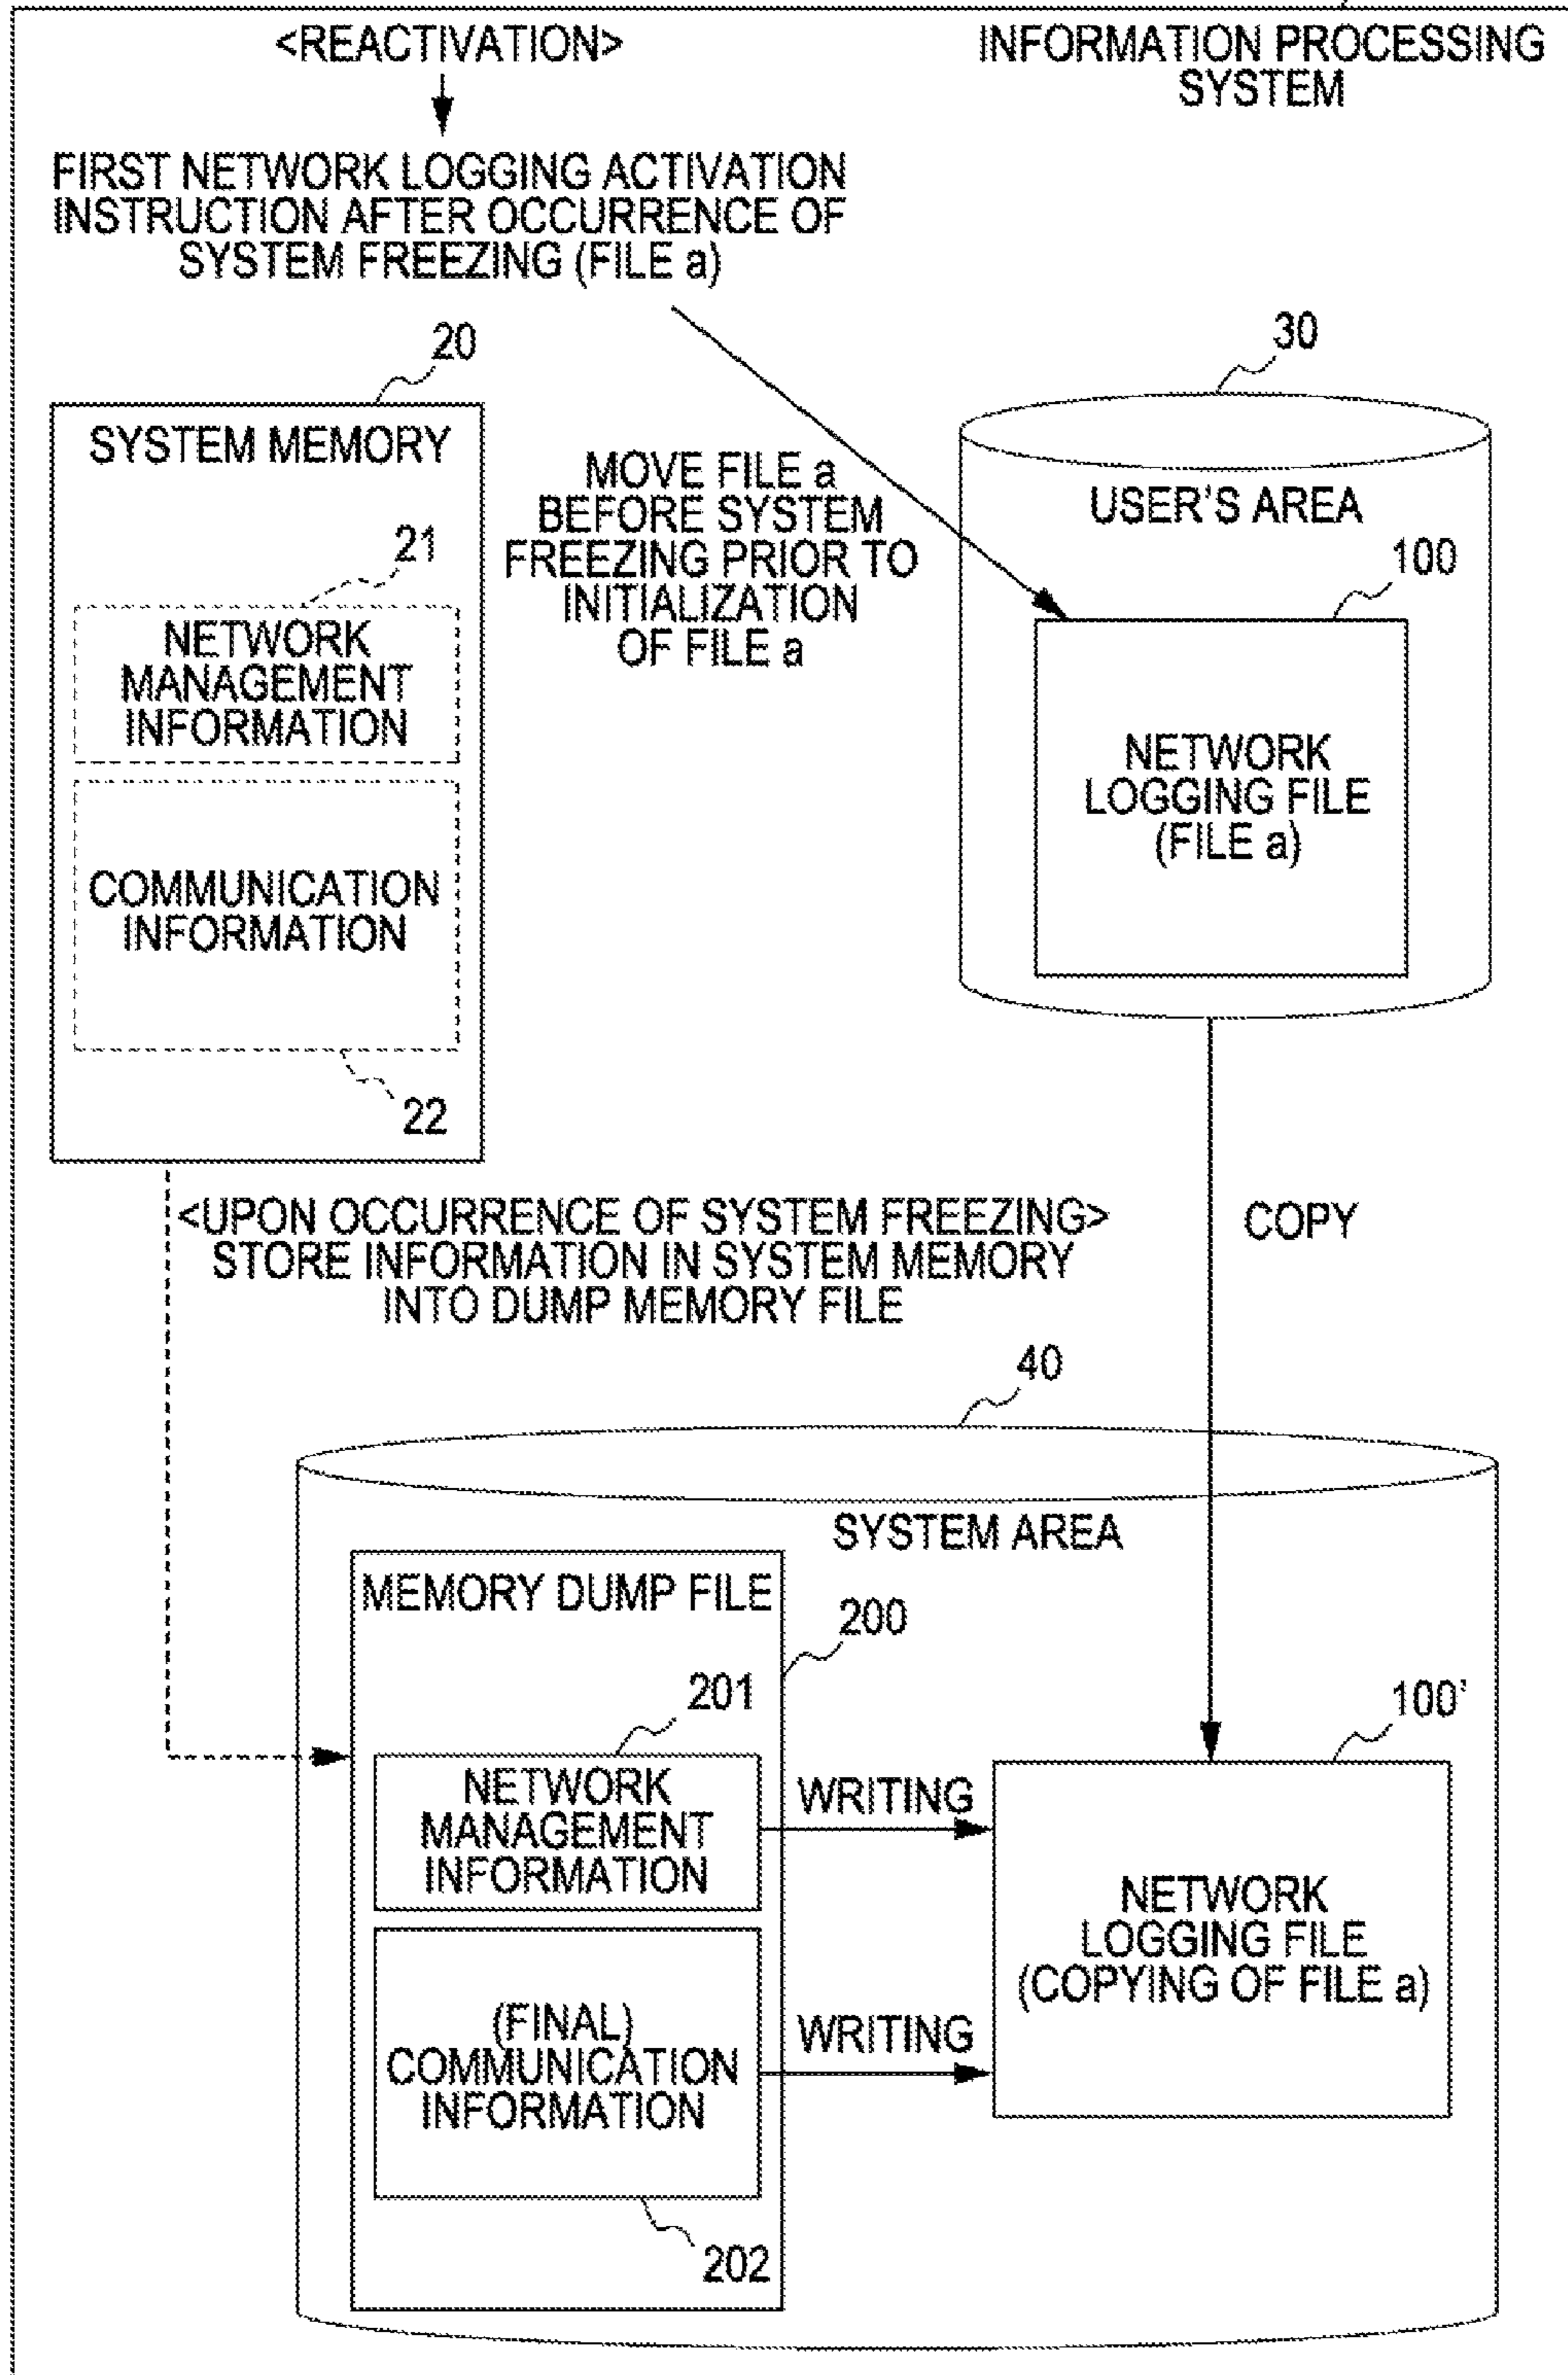 <REACTIVATION>
INFORMATION PROCESSING
SYSTEM
FIRST NETWORK LOGGING ACTIVATION
INSTRUCTION AFTER OCCURRENCE OF
SYSTEM FREEZING (FILE a)
20
30
SYSTEM MEMORY
MOVE FILE a
BEFORE SYSTEM
FREEZING PRIOR TO
INITIALIZATION
OF FILE a
USER'S AREA
21
100
NETWORK
MANAGEMENT
INFORMATION
NETWORK
LOGGING FILE
(FILE a)
COMMUNICATION
INFORMATION
22
<UPON OCCURRENCE OF SYSTEM FREEZING>
STORE INFORMATION IN SYSTEM MEMORY
INTO DUMP MEMORY FILE
COPY
40
SYSTEM AREA
MEMORY DUMP FILE
200
201
100'
NETWORK
MANAGEMENT
INFORMATION
WRITING
NETWORK
LOGGING FILE
(COPYING OF FILE a)
(FINAL)
COMMUNICATION
INFORMATION
WRITING
202